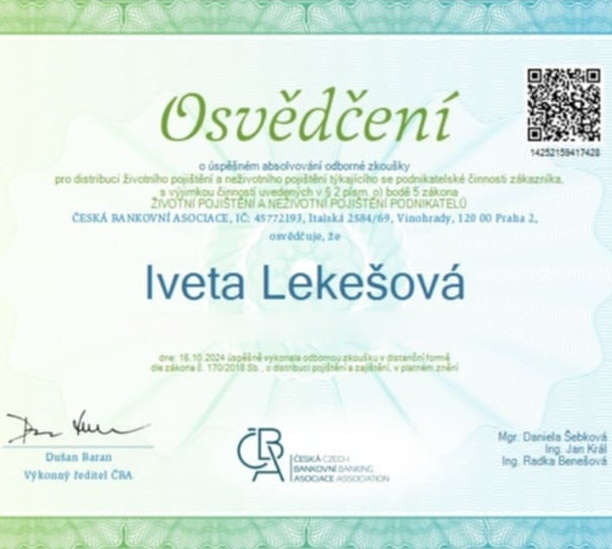 Osvědčení
14252159417428
o úspěšném absolvování odborné zkoušky
pro distribuci životního pojištění a neživotního pojištění týkajícího se podnikatelské činnosti zákazníka,
s výjimkou činností uvedených v § 2 písm. o) bodě 5 zákona
ŽIVOTNÍ POJIŠTĚNÍ A NEŽIVOTNÍ POJIŠTĚNÍ PODNIKATELŮ
ČESKÁ BANKOVNÍ ASOCIACE, IČ: 45772193, Italská 2584/69, Vinohrady, 120 00 Praha 2,
osvědčuje, že
Iveta Lekešová
dne: 16.10 2024 úspěšně vykonala odbornou zkoušku v distanční formě
dle zákona č. 170/2018 Sb., o distribuci pojištění a zajištění, v platném znění
Dušan Baran
Výkonný ředitel ČBA
ČBA
ČESKÁ CZECH
BANKOVNÍ BANKING
ASOCIACE ASSOCIATION
Mgr. Daniela Šebková
Ing. Jan Král
Ing. Radka Benešová